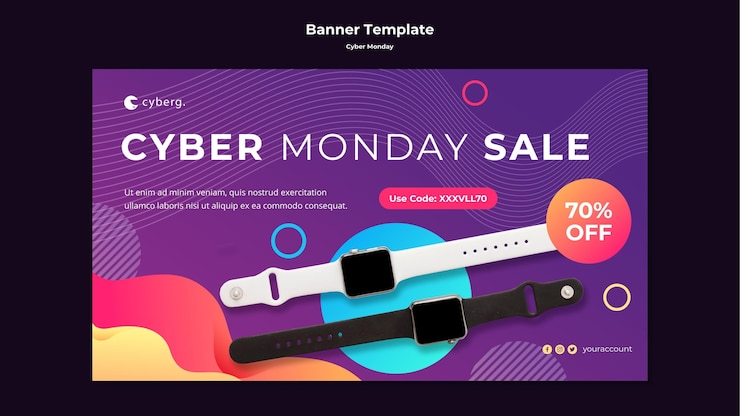 Banner Template
Cyber Monday
cyberg.
CYBER MONDAY SALE
Ut enim ad minim veniam, quis nostrud exercitation
ullamco laboris nisi ut aliquip ex ea commodo consequat.
Use Code: XXXVLL70
70%
OFF
youraccount